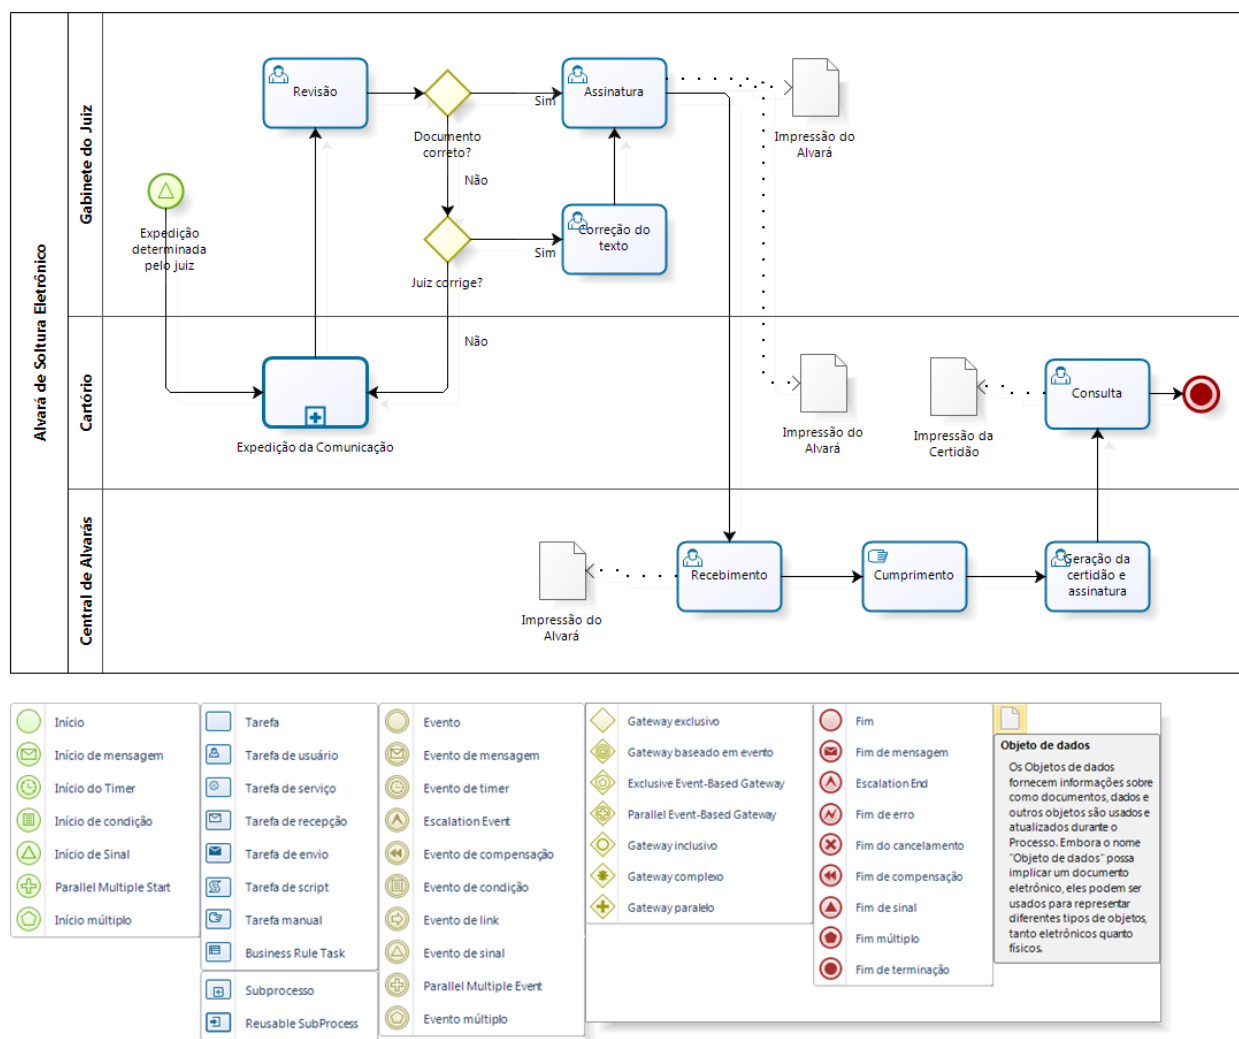 Alvará de Soltura Eletrônico
Gabinete do Juiz
Revisão
Documento
correto?
Sim
Não
Assinatura
Impressão do
Alvará
Expedição
determinada
pelo juiz
Juiz corrige?
Sim
Correção do
texto
Cartório
Não
Expedição da Comunicação
Impressão do
Alvará
Impressão da
Certidão
Consulta
Central de Alvarás
Impressão do
Alvará
Recebimento
Cumprimento
Geração da
certidão e
assinatura
Início
Início de mensagem
Início do Timer
Início de condição
Início de Sinal
Parallel Multiple Start
Início múltiplo
Tarefa
Tarefa de usuário
Tarefa de serviço
Tarefa de recepção
Tarefa de envio
Tarefa de script
Tarefa manual
Business Rule Task
Subprocesso
Reusable SubProcess
Evento
Evento de mensagem
Evento de timer
Escalation Event
Evento de compensação
Evento de condição
Evento de link
Evento de sinal
Parallel Multiple Event
Evento múltiplo
Gateway exclusivo
Gateway baseado em evento
Exclusive Event-Based Gateway
Parallel Event-Based Gateway
Gateway inclusivo
Gateway complexo
Gateway paralelo
Fim
Fim de mensagem
Escalation End
Fim de erro
Fim do cancelamento
Fim de compensação
Fim de sinal
Fim múltiplo
Fim de terminação
Objeto de dados
Os Objetos de dados
fornecem informações sobre
como documentos, dados e
outros objetos são usados e
atualizados durante o
Processo. Embora o nome
"Objeto de dados" possa
implicar um documento
eletrônico, eles podem ser
usados para representar
diferentes tipos de objetos,
tanto eletrônicos quanto
físicos.